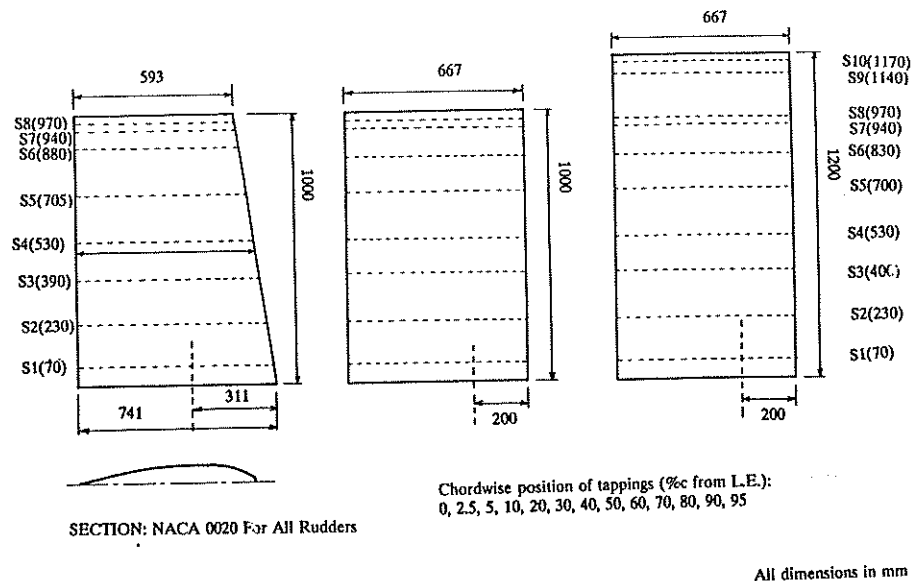 593
S8(970)
S7(940)
S6(880)
S5(705)
S4(530)
S3(390)
S2(230)
S1(70)
1000
741
311
667
1000
200
667
S10(1170)
S9(1140)
S8(970)
S7(940)
S6(830)
S5(700)
S4(530)
S3(400)
S2(230)
S1(70)
1200
200
SECTION: NACA 0020 For All Rudders
Chordwise position of tappings (%c from L.E.):
0, 2.5, 5, 10, 20, 30, 40, 50, 60, 70, 80, 90, 95
All dimensions in mm